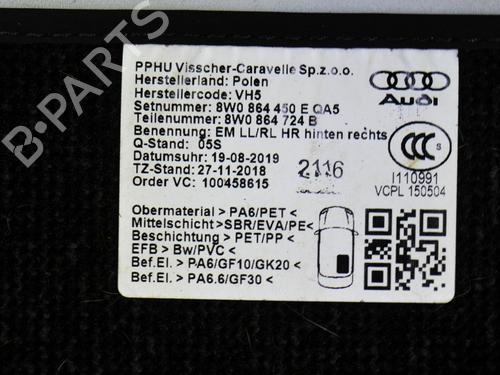 PPHU Visscher-Caravelle Sp.z.o.o.
Herstellerland: Polen
Herstellercode: VH5
Setnummer: 8W0 864 450 E QA5
Teilenummer: 8W0 864 724 B
Benennung: EM LL/RL HR hinten rechts
Q-Stand: 05S
Datumsuhr: 19-08-2019
TZ-Stand: 27-11-2018
Order VC: 100458615
2116
Audi
CCC
I110991
VCPL 150504
Obermaterial > PA6/PET <
Mittelschicht >SBR/EVA/PE<
Beschichtung > PET/PP <
EFB > Bw/PVC <
Bef.El. > PA6/GF10/GK20 <
Bef.El. > PA6.6/GF30 <
B-PARTS